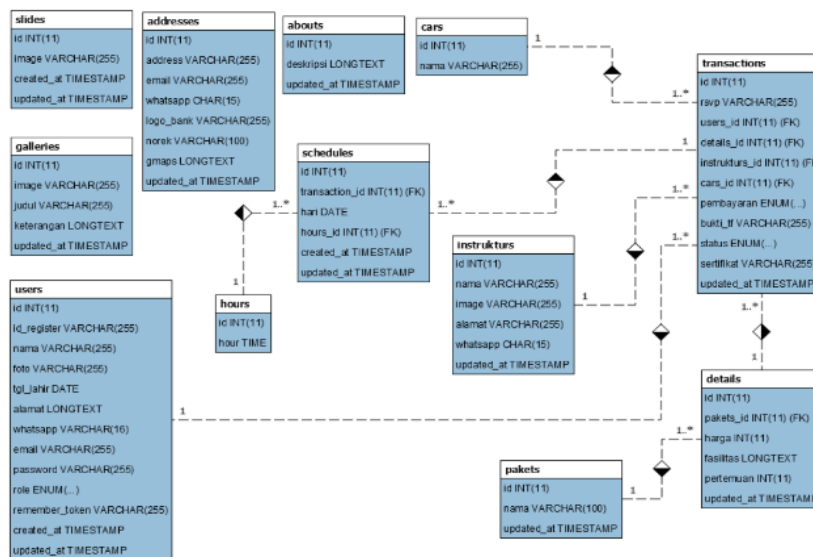 slides
id INT(11)
image VARCHAR(255)
created_at TIMESTAMP
updated_at TIMESTAMP
addresses
id INT(11)
address VARCHAR(255)
email VARCHAR(255)
whatsapp CHAR(15)
logo_bank VARCHAR(255)
norek VARCHAR(100)
gmaps LONGTEXT
updated_at TIMESTAMP
abouts
id INT(11)
deskripsi LONGTEXT
updated_at TIMESTAMP
cars
id INT(11)
nama VARCHAR(255)
1
1..*
transactions
id INT(11)
rsvp VARCHAR(255)
users_id INT(11) (FK)
details_id INT(11) (FK)
instrukturs_id INT(11) (F
cars_id INT(11) (FK)
pembayaran ENUM(...)
bukti_tf VARCHAR(255)
status ENUM(...)
sertifikat VARCHAR(255)
updated_at TIMESTAMP
1
1..*
1..*
1..*
galleries
id INT(11)
image VARCHAR(255)
judul VARCHAR(255)
keterangan LONGTEXT
updated_at TIMESTAMP
schedules
id INT(11)
transaction_id INT(11) (FK)
hari DATE
hours_id INT(11) (FK)
created_at TIMESTAMP
updated_at TIMESTAMP
1..*
1..*
1
hours
id INT(11)
hour TIME
instrukturs
id INT(11)
nama VARCHAR(255)
image VARCHAR(255)
alamat VARCHAR(255)
whatsapp CHAR(15)
updated_at TIMESTAMP
1
users
id INT(11)
id_register VARCHAR(255)
nama VARCHAR(255)
foto VARCHAR(255)
tgl_lahir DATE
alamat LONGTEXT
whatsapp VARCHAR(16)
email VARCHAR(255)
password VARCHAR(255)
role ENUM(...)
remember_token VARCHAR(255)
created_at TIMESTAMP
updated_at TIMESTAMP
1
1
details
id INT(11)
pakets_id INT(11) (FK)
harga INT(11)
fasilitas LONGTEXT
pertemuan INT(11)
updated_at TIMESTAMP
1..*
pakets
id INT(11)
nama VARCHAR(100)
updated_at TIMESTAMP
1